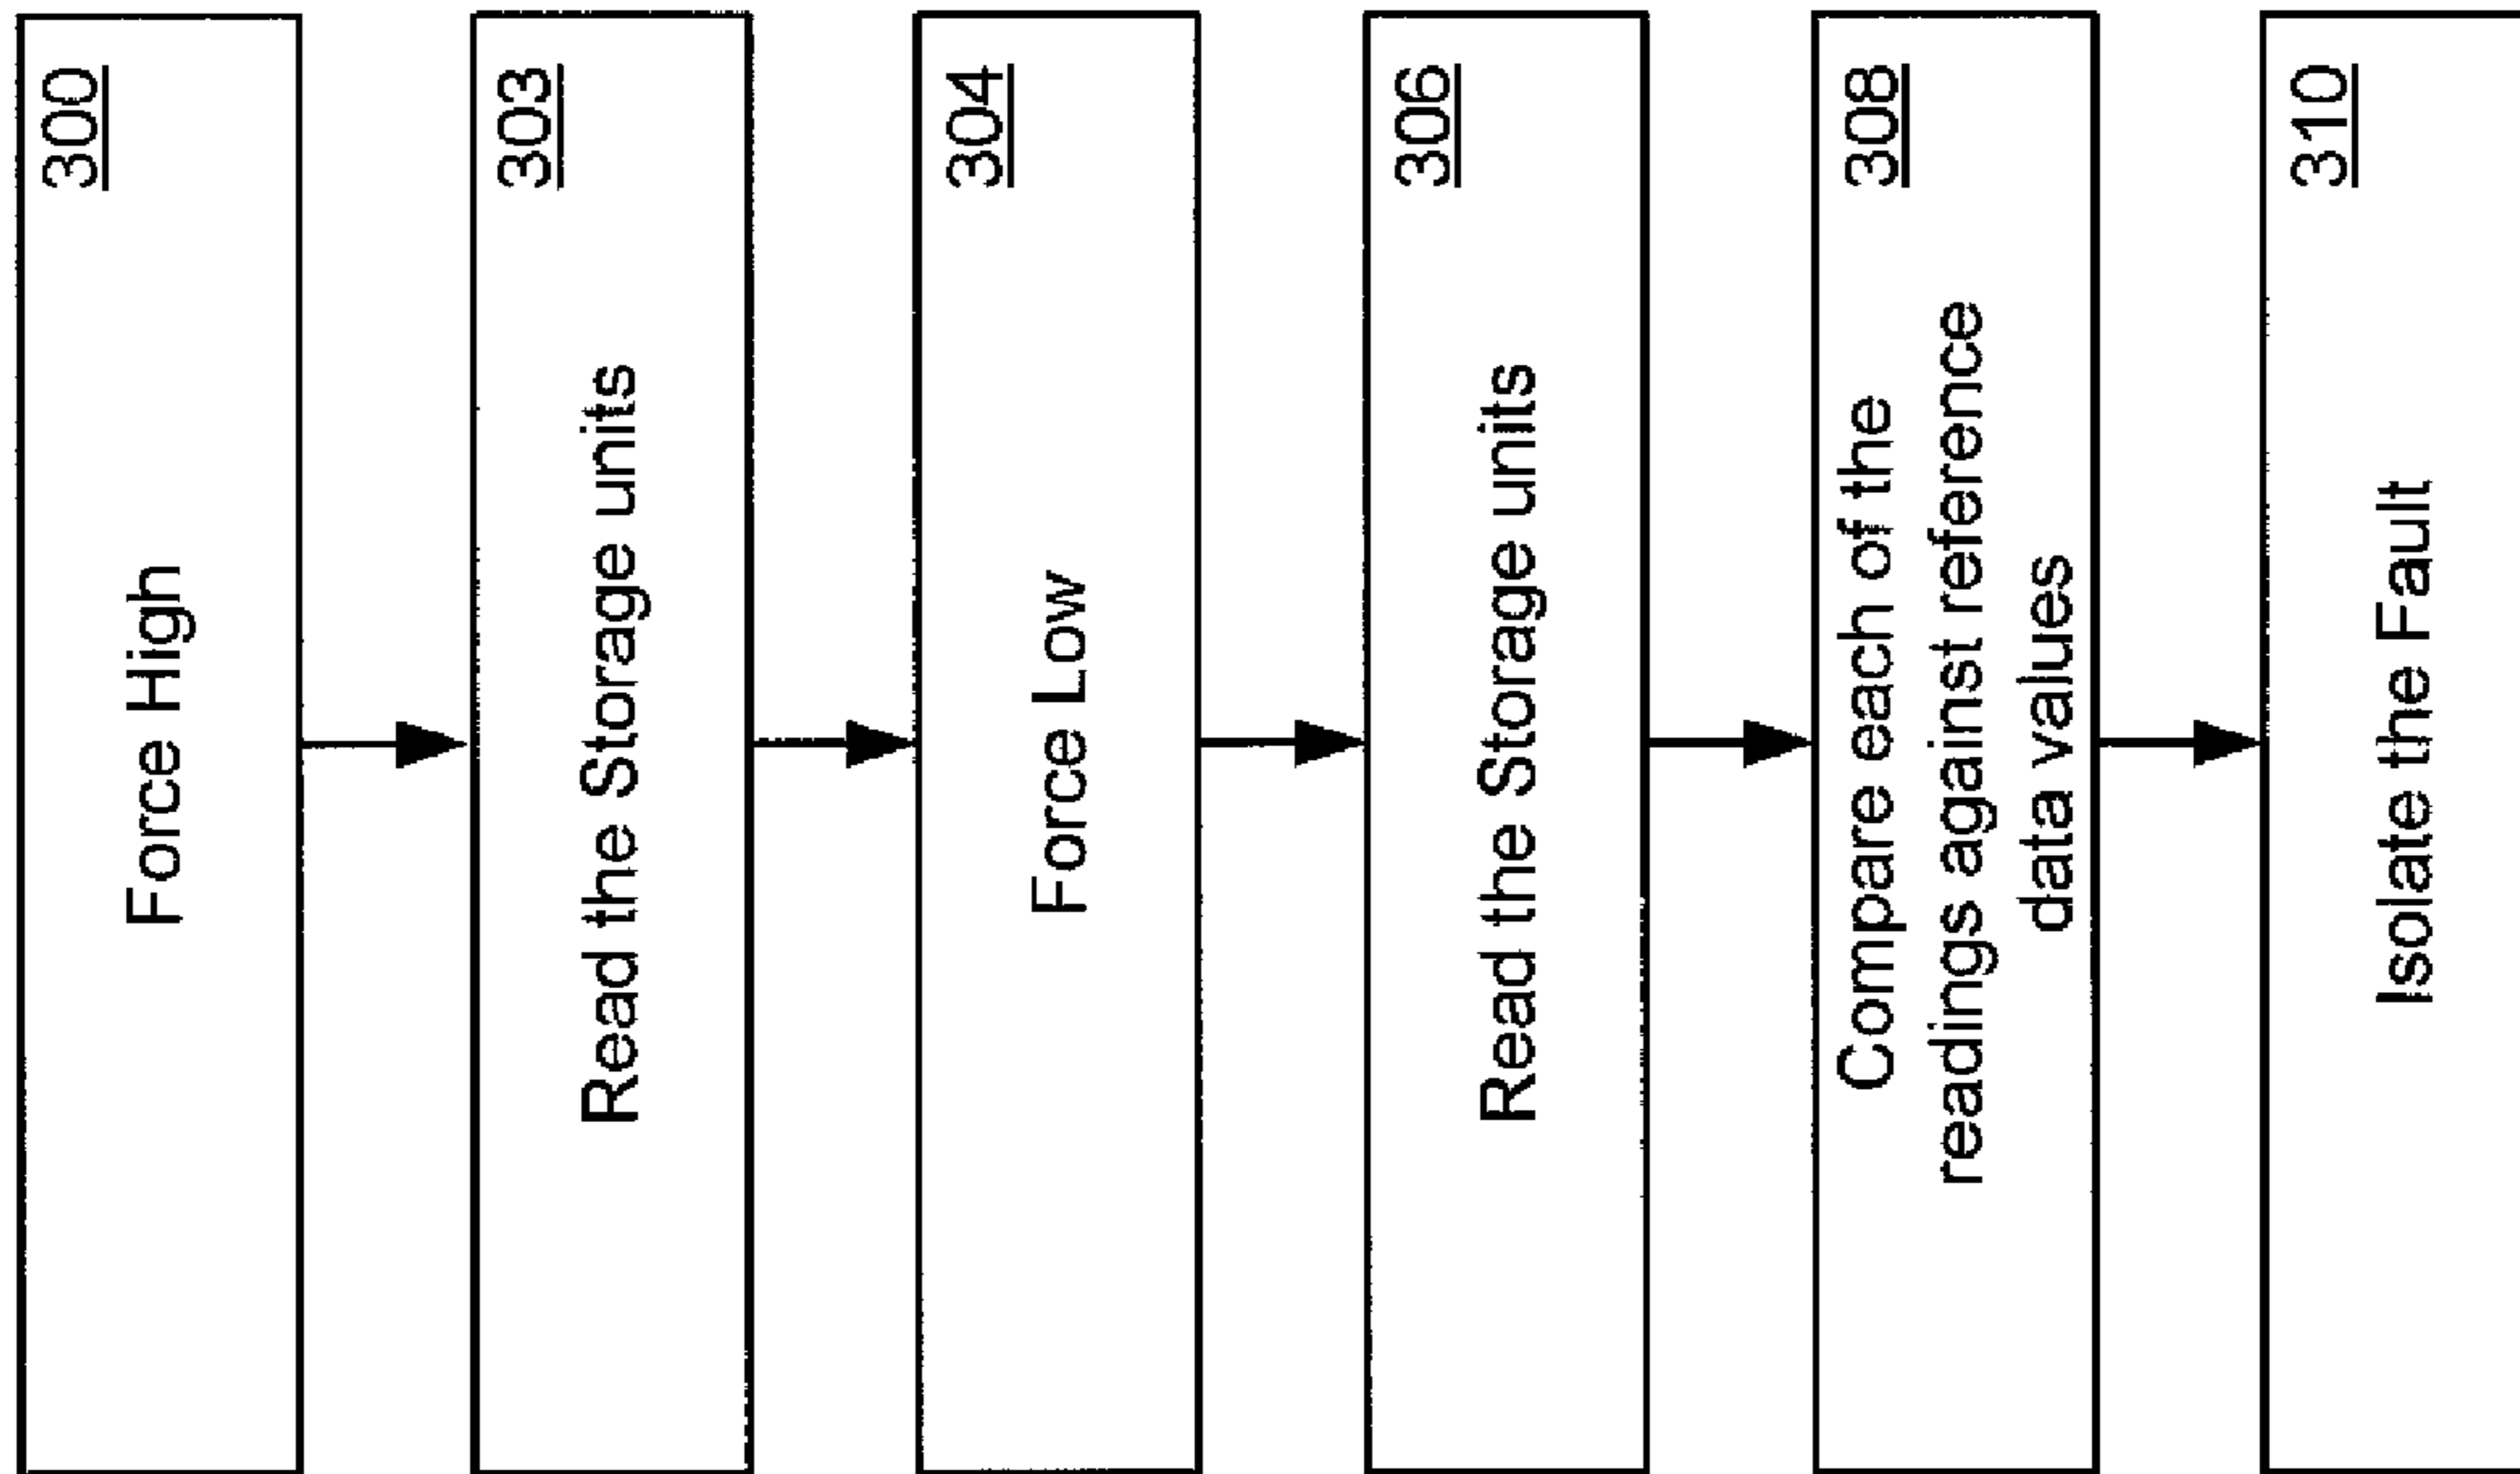 300
Force High
303
Read the Storage units
304
Force Low
306
Read the Storage units
308
Compare each of the
readings against reference
data values
310
Isolate the Fault